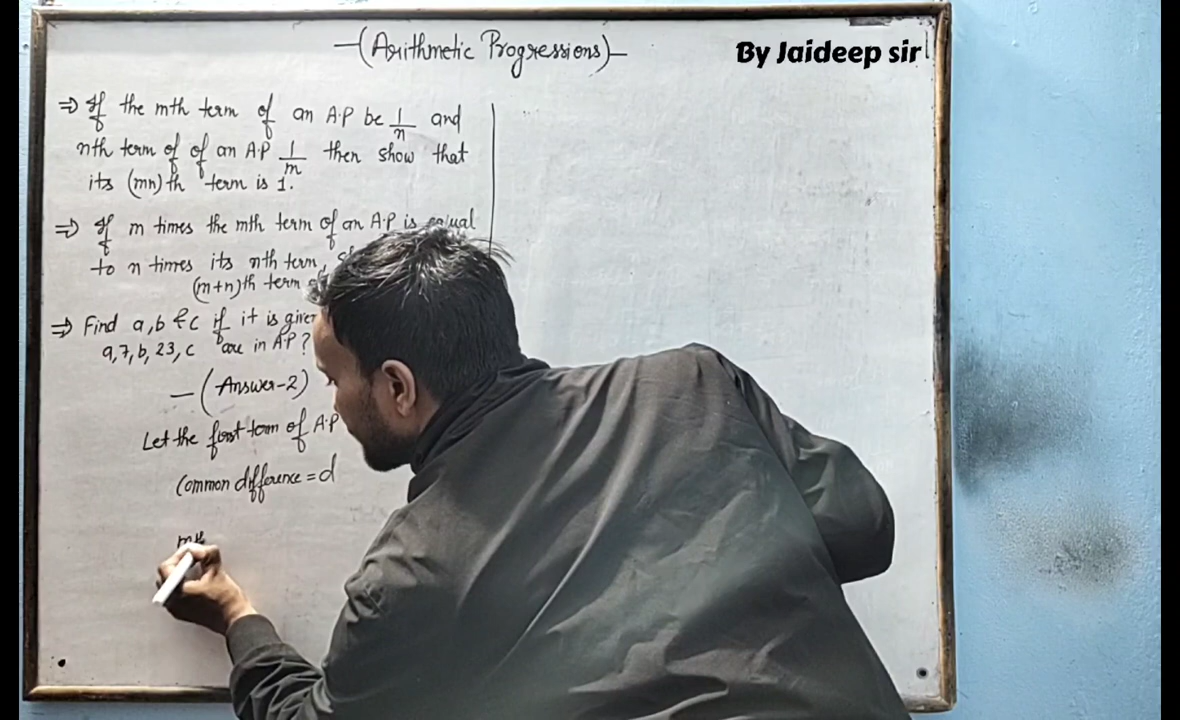 (Arithmetic Progressions)
By Jaideep sir
⇒ If the mth term of an A.P be 1/n and
nth term of of an A.P 1/m then show that
its (mn)th term is 1.
⇒ If m times the mth term of an A.P is equal
to n times its nth term,
(m+n)th term
⇒ Find a, b & c if it is given
a, 7, b, 23, c are in A.P?
(Answer-2)
Let the first term of A.P
Common difference = d
mth